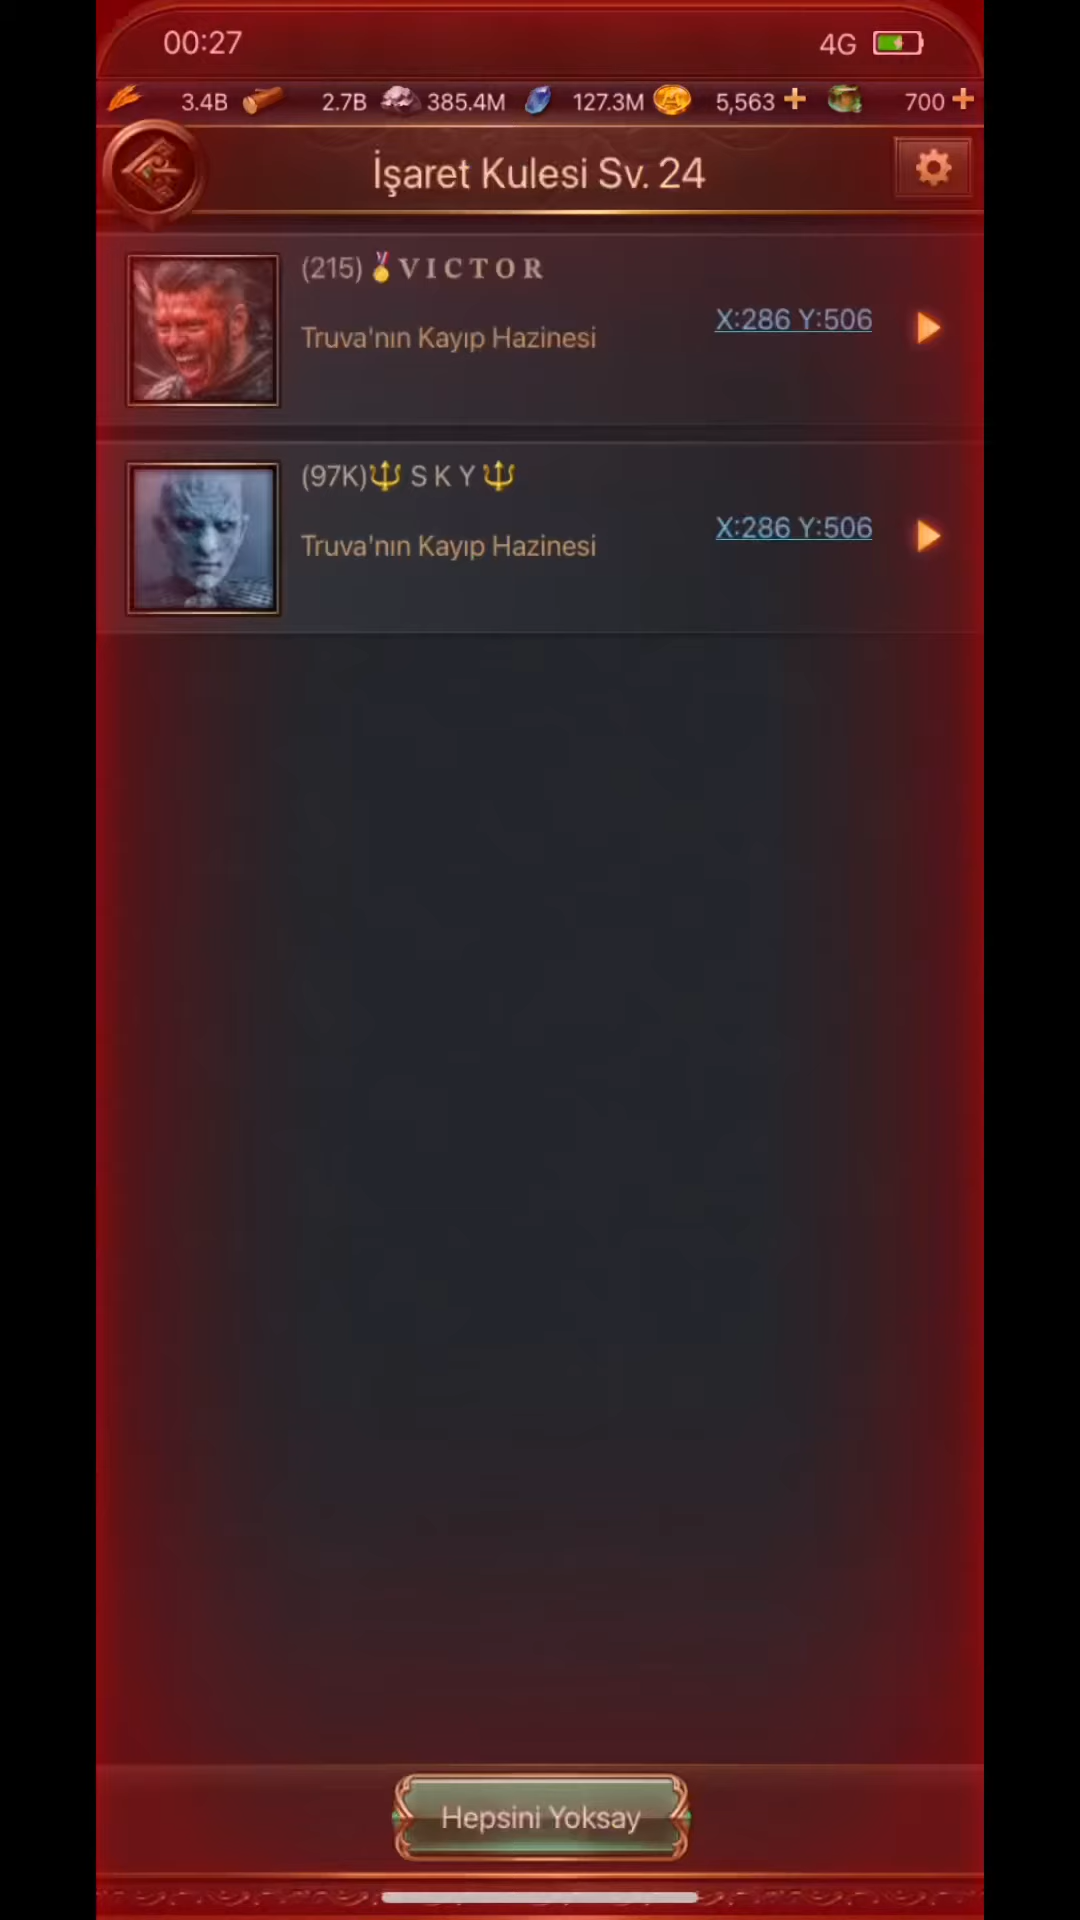 00:27 4G
3.4B 2.7B 385.4M 127.3M 5,563 700
İşaret Kulesi Sv. 24
(215)🏅VICTOR
Truva'nın Kayıp Hazinesi
X:286 Y:506
(97K)🔱 S K Y 🔱
Truva'nın Kayıp Hazinesi
X:286 Y:506
Hepsini Yoksay